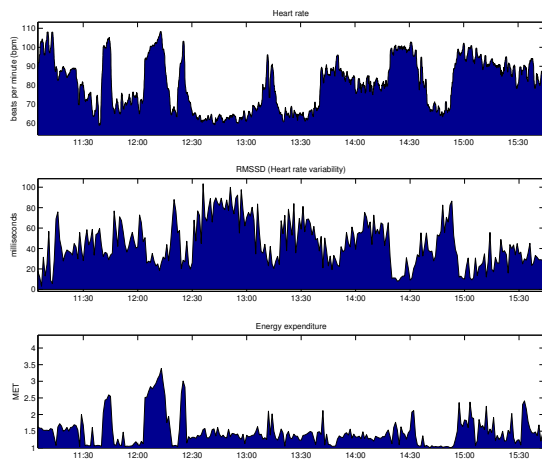 Heart rate
beats per minute (bpm)
110
100
90
80
70
60
11:30 12:00 12:30 13:00 13:30 14:00 14:30 15:00 15:30
RMSSD (Heart rate variability)
milliseconds
100
80
60
40
20
0
11:30 12:00 12:30 13:00 13:30 14:00 14:30 15:00 15:30
Energy expenditure
MET
4
3.5
3
2.5
2
1.5
1
11:30 12:00 12:30 13:00 13:30 14:00 14:30 15:00 15:30